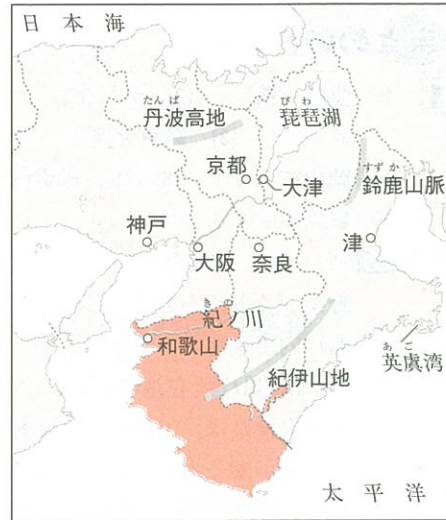 日本海
たんば
丹波高地
びわ
琵琶湖
すずか
鈴鹿山脈
京都
大津
神戸
大阪
奈良
津
きの
紀ノ川
和歌山
あご
英虞湾
紀伊山地
太平洋